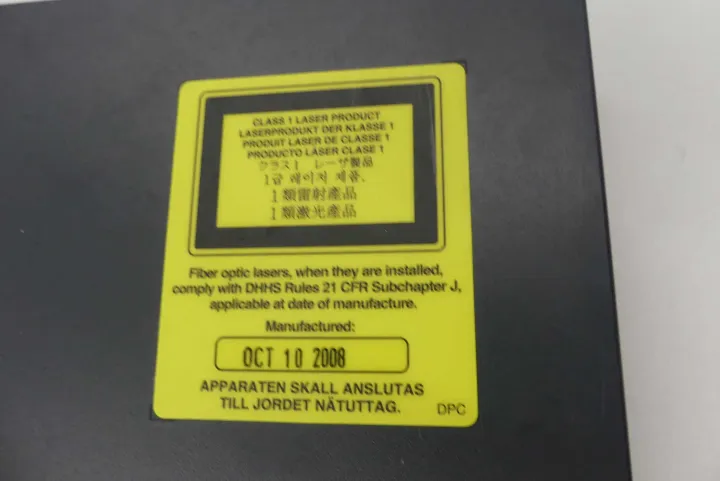 CLASS 1 LASER PRODUCT
LASERPRODUKT DER KLASSE 1
PRODUIT LASER DE CLASSE 1
PRODUCTO LASER CLASE 1
クラス1 レーザ製品
1급 레이저 제품.
1類雷射產品
1類激光產品
Fiber optic lasers, when they are installed,
comply with DHHS Rules 21 CFR Subchapter J,
applicable at date of manufacture.
Manufactured:
OCT 10 2008
APPARATEN SKALL ANSLUTAS
TILL JORDET NÄTUTTAG.
DPC